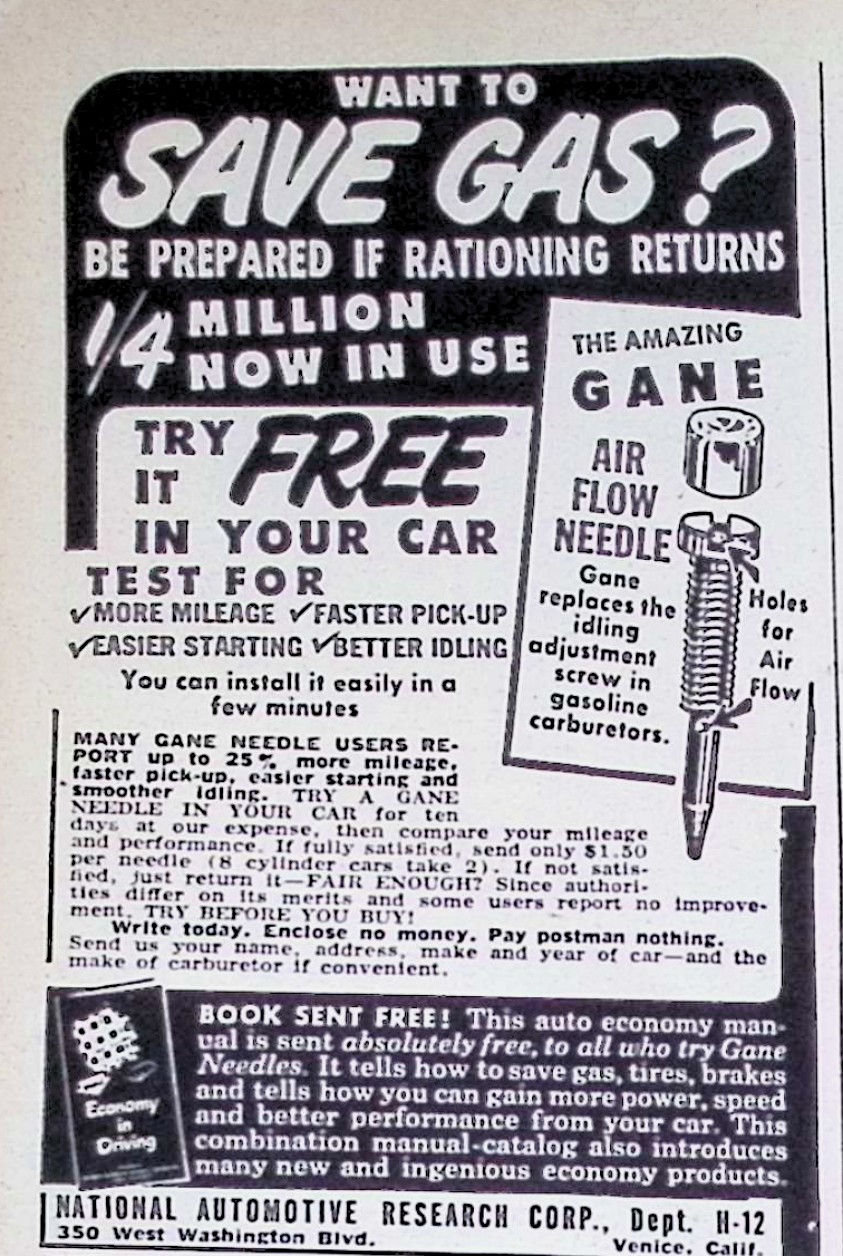 WANT TO
SAVE GAS?
BE PREPARED IF RATIONING RETURNS
1/4 MILLION
NOW IN USE
TRY
IT
FREE
IN YOUR CAR
TEST FOR
✓MORE MILEAGE ✓FASTER PICK-UP
✓EASIER STARTING ✓BETTER IDLING
You can install it easily in a
few minutes
THE AMAZING
GANE
AIR
FLOW
NEEDLE
Gane
replaces the
idling
adjustment
screw in
gasoline
carburetors.
Holes
for
Air
Flow
MANY GANE NEEDLE USERS RE-
PORT up to 25% more mileage,
faster pick-up, easier starting and
smoother idling. TRY A GANE
NEEDLE IN YOUR CAR for ten
days at our expense, then compare your mileage
and performance. If fully satisfied, send only $1.50
per needle (8 cylinder cars take 2). If not satis-
fied, just return it—FAIR ENOUGH? Since authori-
ties differ on its merits and some users report no improve-
ment, TRY BEFORE YOU BUY!
Write today. Enclose no money. Pay postman nothing.
Send us your name, address, make and year of car—and the
make of carburetor if convenient.
Economy
in
Driving
BOOK SENT FREE! This auto economy man-
ual is sent absolutely free, to all who try Gane
Needles. It tells how to save gas, tires, brakes
and tells how you can gain more power, speed
and better performance from your car. This
combination manual-catalog also introduces
many new and ingenious economy products.
NATIONAL AUTOMOTIVE RESEARCH CORP., Dept. H-12
350 West Washington Blvd.
Venice, Calif.